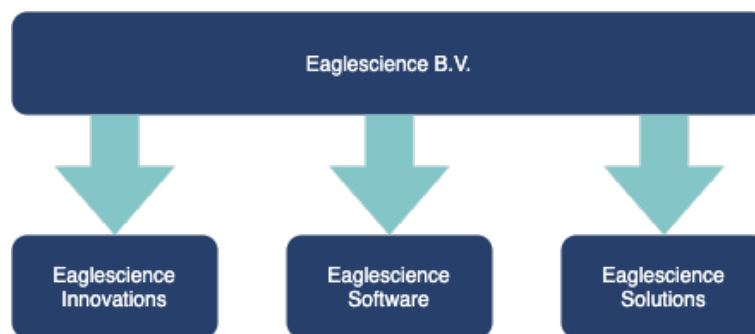 Eaglescience B.V.
Eaglescience
Innovations
Eaglescience
Software
Eaglescience
Solutions